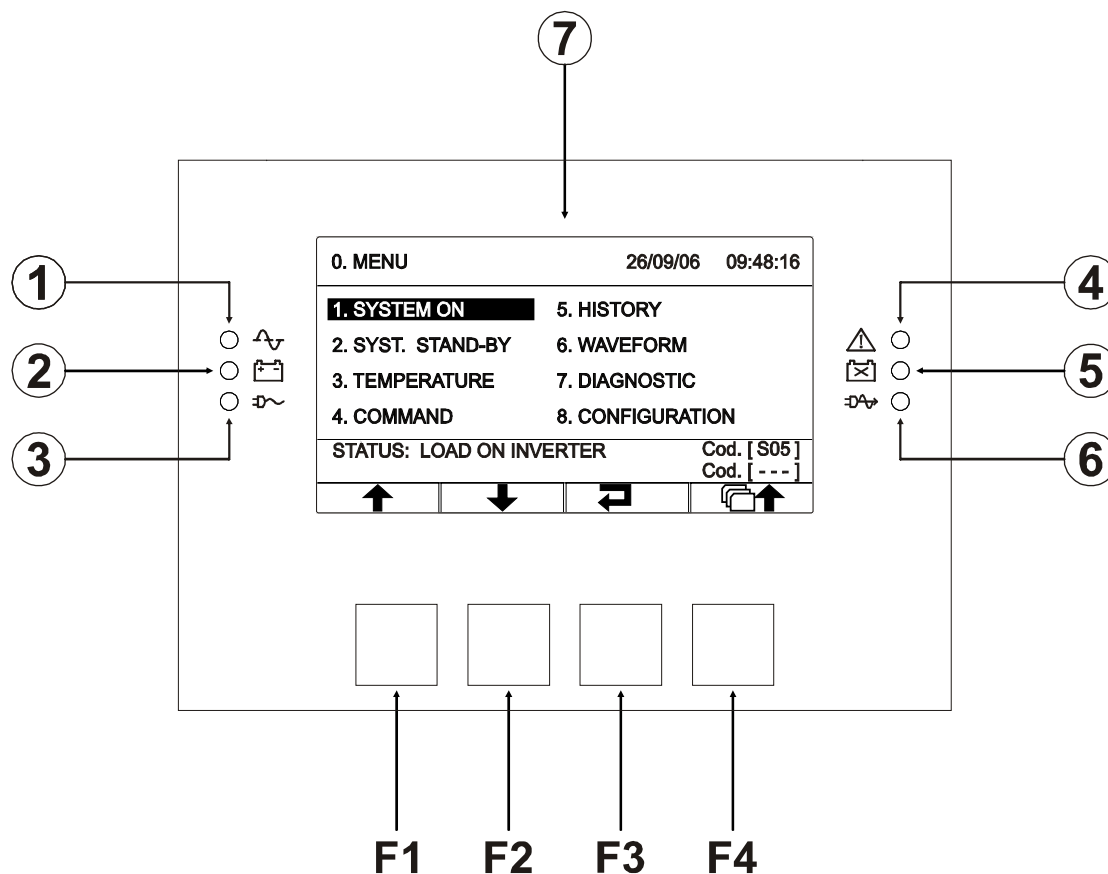 7
0. MENU 26/09/06 09:48:16
1
1. SYSTEM ON 5. HISTORY
4
2. SYST. STAND-BY 6. WAVEFORM
2
5
3. TEMPERATURE 7. DIAGNOSTIC
4. COMMAND 8. CONFIGURATION
3
STATUS: LOAD ON INVERTER Cod. [ S05 ]
6
Cod. [ - - - ]
F1 F2 F3 F4